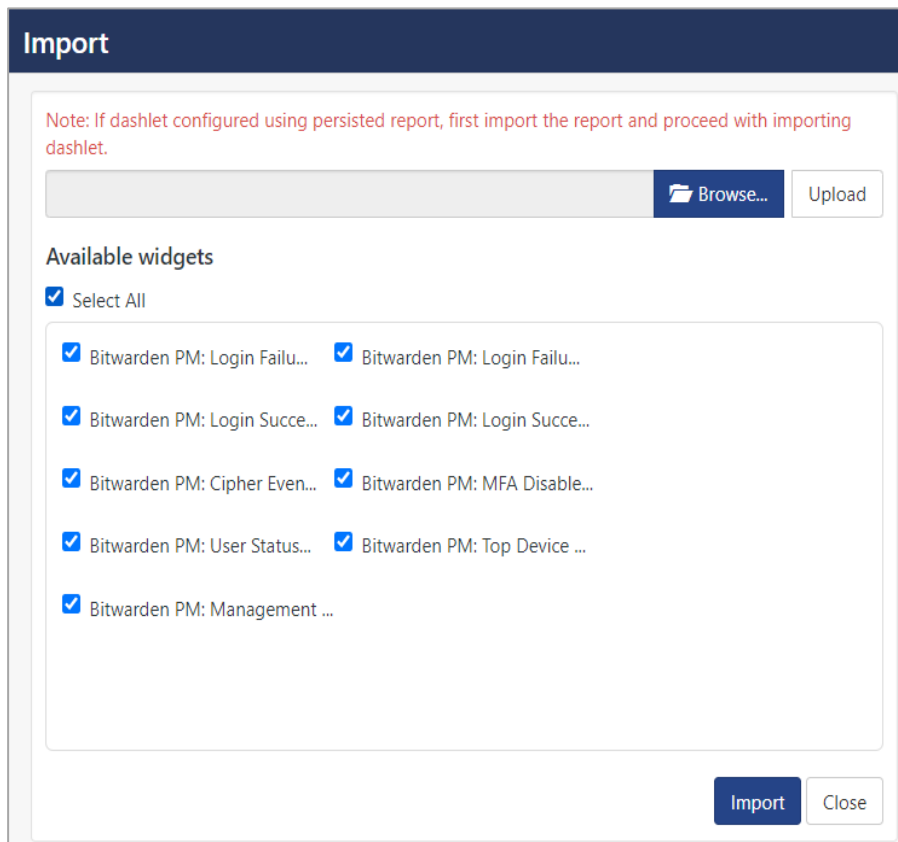 Import
Note: If dashlet configured using persisted report, first import the report and proceed with importing
dashlet.
Browse... Upload
Available widgets
Select All
Bitwarden PM: Login Failu... Bitwarden PM: Login Failu...
Bitwarden PM: Login Succe... Bitwarden PM: Login Succe...
Bitwarden PM: Cipher Even... Bitwarden PM: MFA Disable...
Bitwarden PM: User Status... Bitwarden PM: Top Device ...
Bitwarden PM: Management ...
Import Close